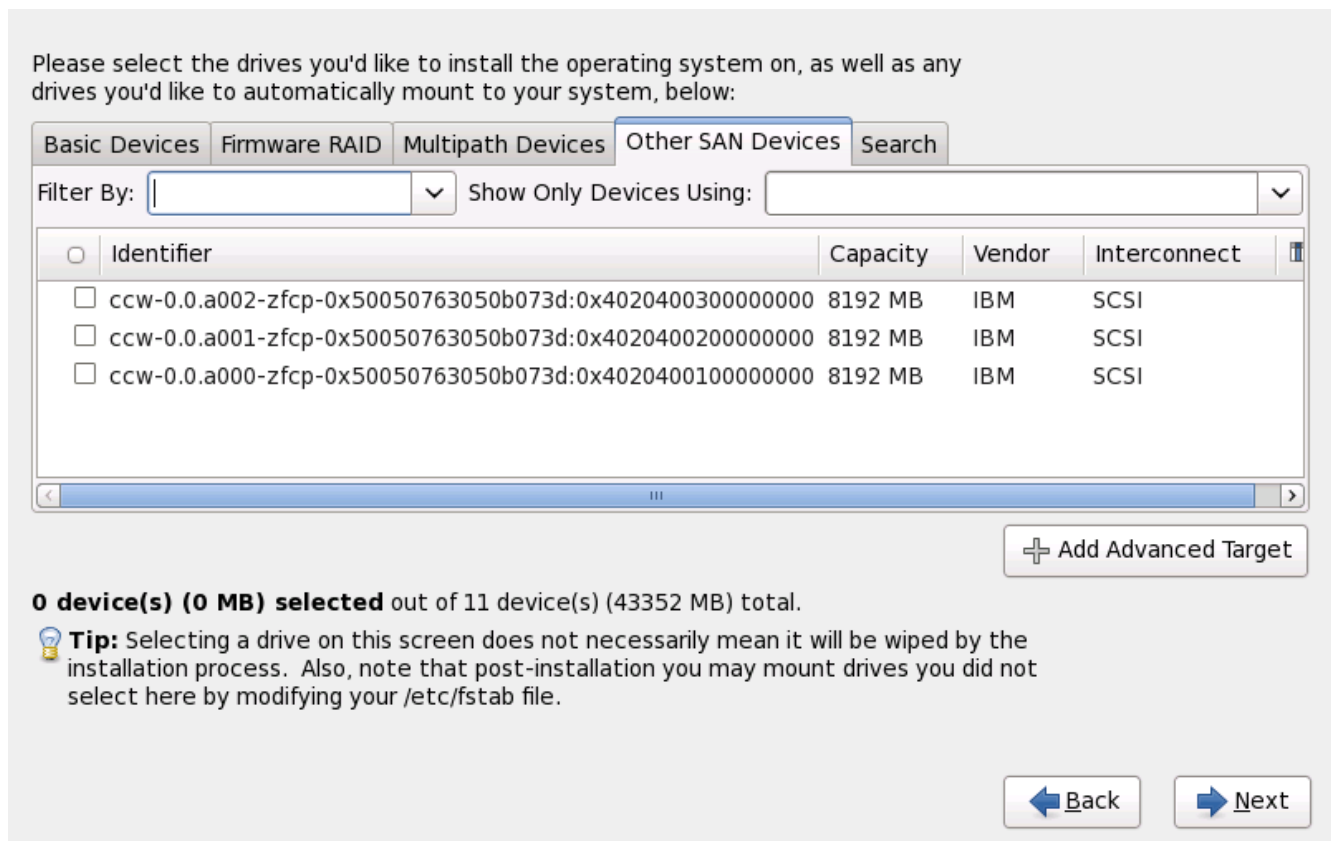 Please select the drives you'd like to install the operating system on, as well as any
drives you'd like to automatically mount to your system, below:
Basic Devices Firmware RAID Multipath Devices Other SAN Devices Search
Filter By: Show Only Devices Using:
Identifier Capacity Vendor Interconnect
ccw-0.0.a002-zfcp-0x50050763050b073d:0x4020400300000000 8192 MB IBM SCSI
ccw-0.0.a001-zfcp-0x50050763050b073d:0x4020400200000000 8192 MB IBM SCSI
ccw-0.0.a000-zfcp-0x50050763050b073d:0x4020400100000000 8192 MB IBM SCSI
Add Advanced Target
0 device(s) (0 MB) selected out of 11 device(s) (43352 MB) total.
Tip: Selecting a drive on this screen does not necessarily mean it will be wiped by the
installation process.  Also, note that post-installation you may mount drives you did not
select here by modifying your /etc/fstab file.
Back Next